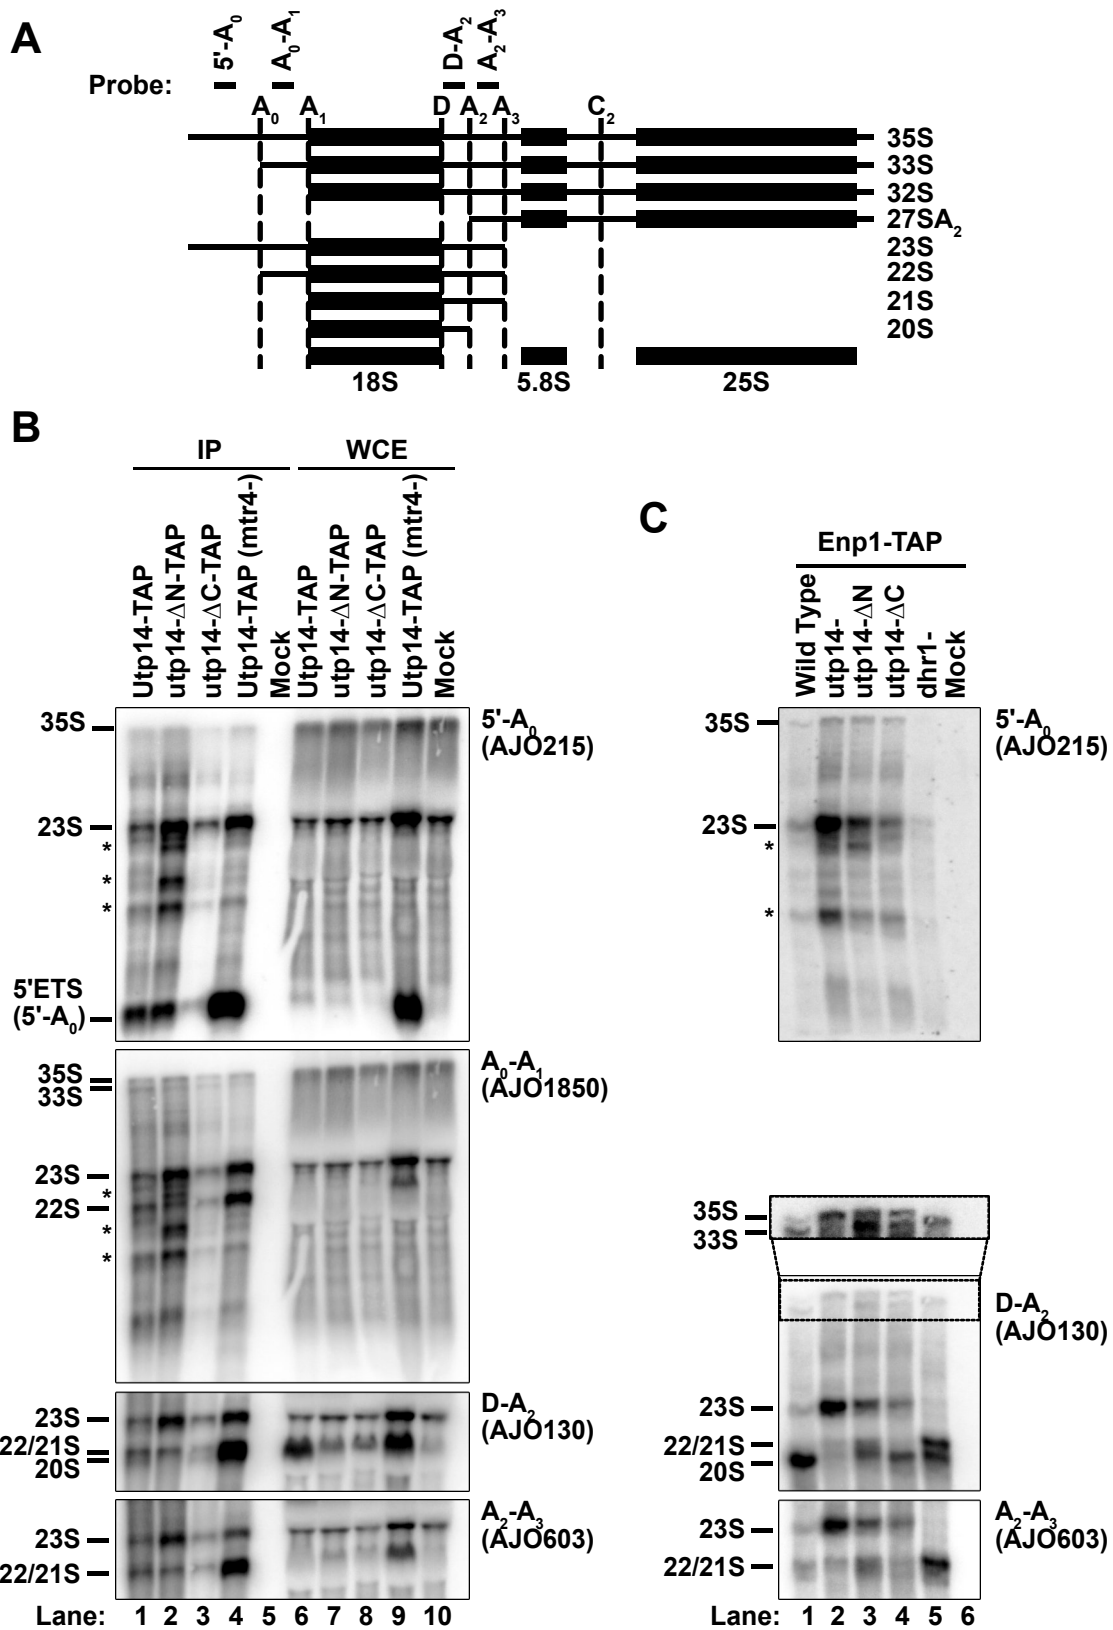 A
Probe:
5'-A0
A0-A1
D-A2
A2-A3
A0 A1 D A2 A3 C2
35S
33S
32S
27SA2
23S
22S
21S
20S
18S 5.8S 25S
B
IP WCE
Utp14-TAP
utp14-ΔN-TAP
utp14-ΔC-TAP
Utp14-TAP (mtr4-)
Mock
Utp14-TAP
utp14-ΔN-TAP
utp14-ΔC-TAP
Utp14-TAP (mtr4-)
Mock
35S
23S
*
*
*
5'ETS
(5'-A0)
5'-A0
(AJO215)
35S
33S
23S
*
22S
*
*
A0-A1
(AJO1850)
23S
22/21S
20S
D-A2
(AJO130)
23S
22/21S
A2-A3
(AJO603)
Lane: 1 2 3 4 5 6 7 8 9 10
C
Enp1-TAP
Wild Type
utp14-
utp14-ΔN
utp14-ΔC
dhr1-
Mock
35S
23S
*
*
5'-A0
(AJO215)
35S
33S
23S
22/21S
20S
D-A2
(AJO130)
23S
22/21S
A2-A3
(AJO603)
Lane: 1 2 3 4 5 6